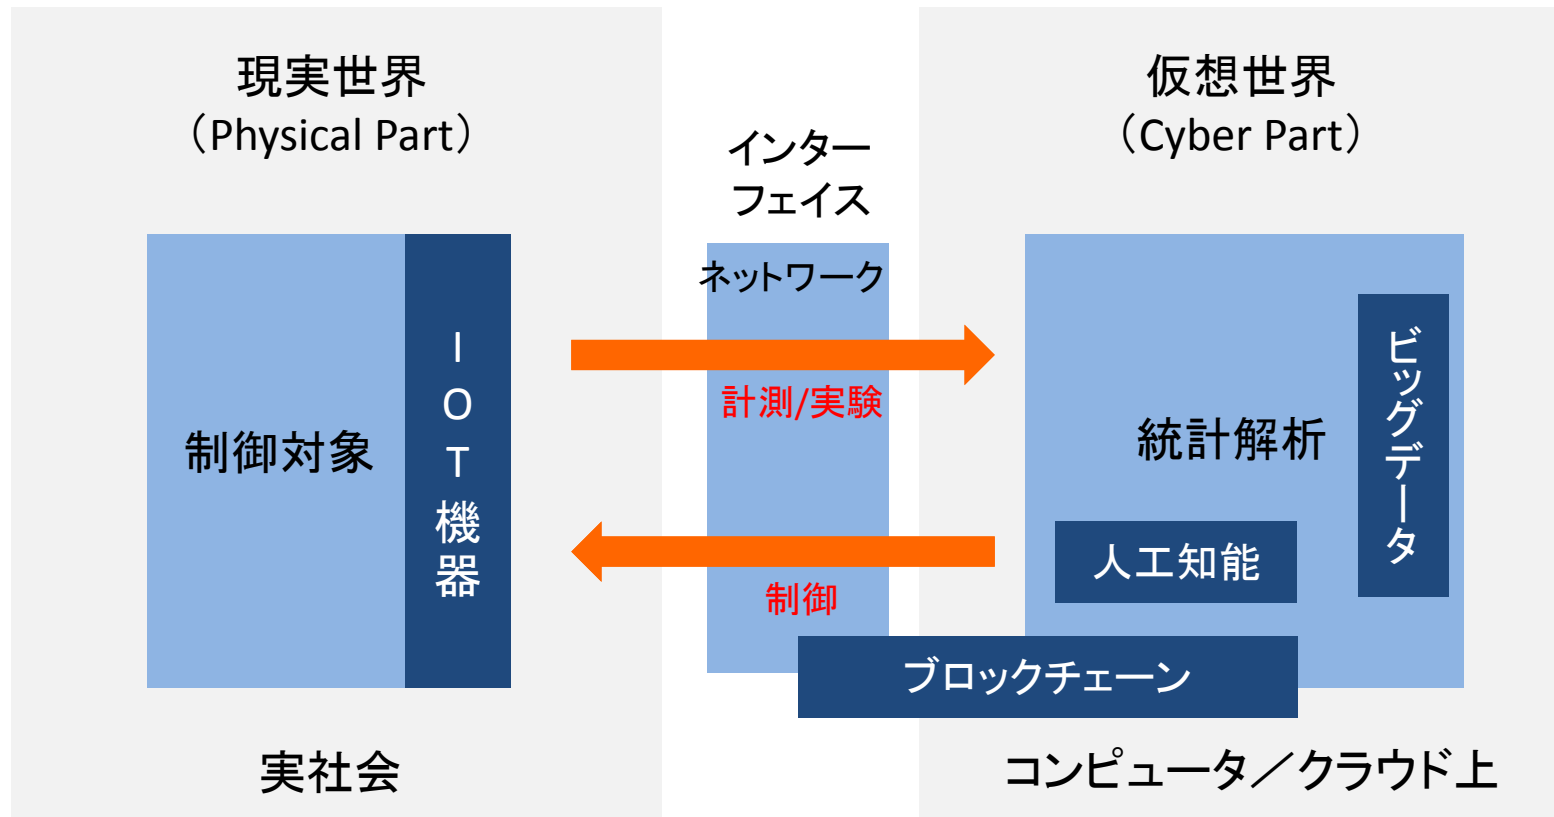 現実世界
（Physical Part）
制御対象
IOT機器
実社会
インター
フェイス
ネットワーク
計測/実験
制御
仮想世界
（Cyber Part）
統計解析
ビッグデータ
人工知能
ブロックチェーン
コンピュータ／クラウド上